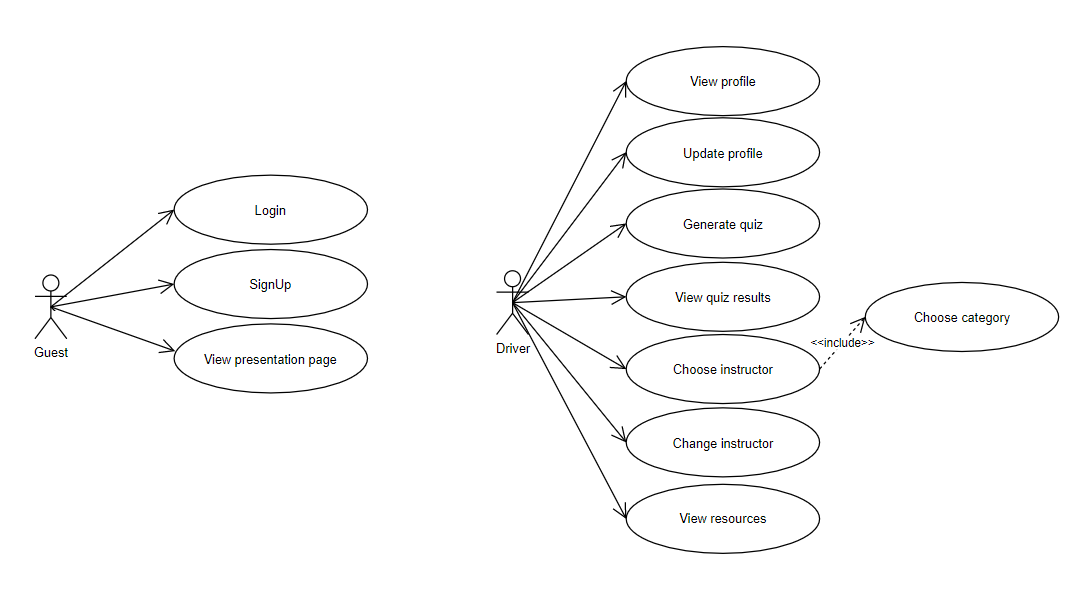 Login
SignUp
View presentation page
Guest
View profile
Update profile
Generate quiz
View quiz results
Choose instructor
Change instructor
View resources
Driver
<<include>>
Choose category